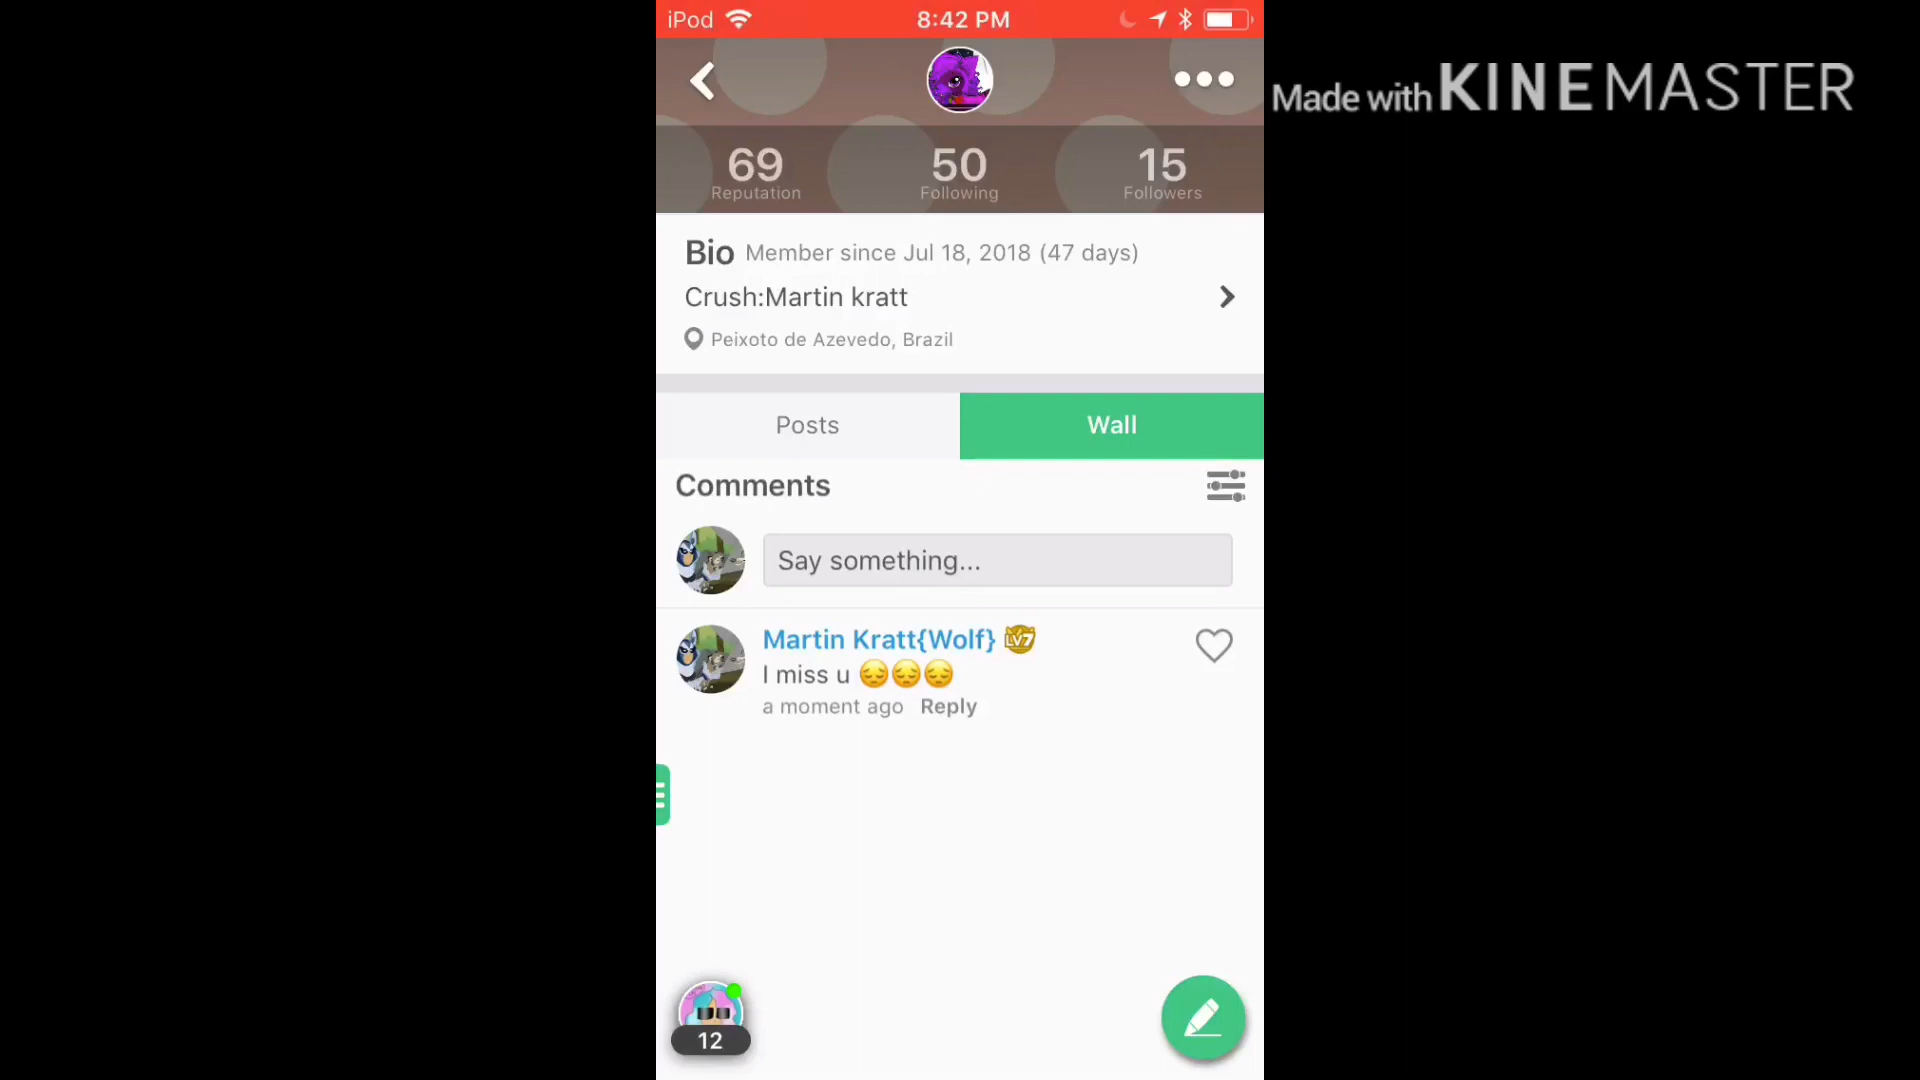 iPod 8:42 PM
Made with KINEMASTER
69 50 15
Reputation Following Followers
Bio Member since Jul 18, 2018 (47 days)
Crush:Martin kratt
Peixoto de Azevedo, Brazil
Posts Wall
Comments
Say something...
Martin Kratt{Wolf} LV7
I miss u 😔😔😔
a moment ago Reply
12